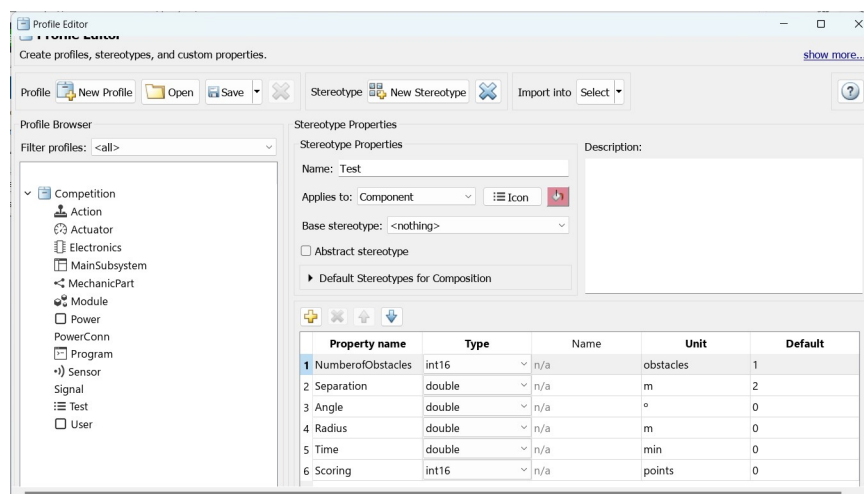 Profile Editor
Profile Editor
Create profiles, stereotypes, and custom properties.
show more...
Profile New Profile Open Save Stereotype New Stereotype Import into Select ?
Profile Browser
Filter profiles: <all>
Competition
Action
Actuator
Electronics
MainSubsystem
MechanicPart
Module
Power
PowerConn
Program
Sensor
Signal
Test
User
Stereotype Properties
Stereotype Properties
Name: Test
Applies to: Component Icon
Base stereotype: <nothing>
Abstract stereotype
Default Stereotypes for Composition
Description:
Property name Type Name Unit Default
1 NumberofObstacles int16 n/a obstacles 1
2 Separation double n/a m 2
3 Angle double n/a º 0
4 Radius double n/a m 0
5 Time double n/a min 0
6 Scoring int16 n/a points 0